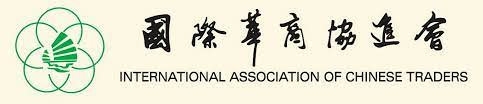 國際華商協進會
INTERNATIONAL ASSOCIATION OF CHINESE TRADERS